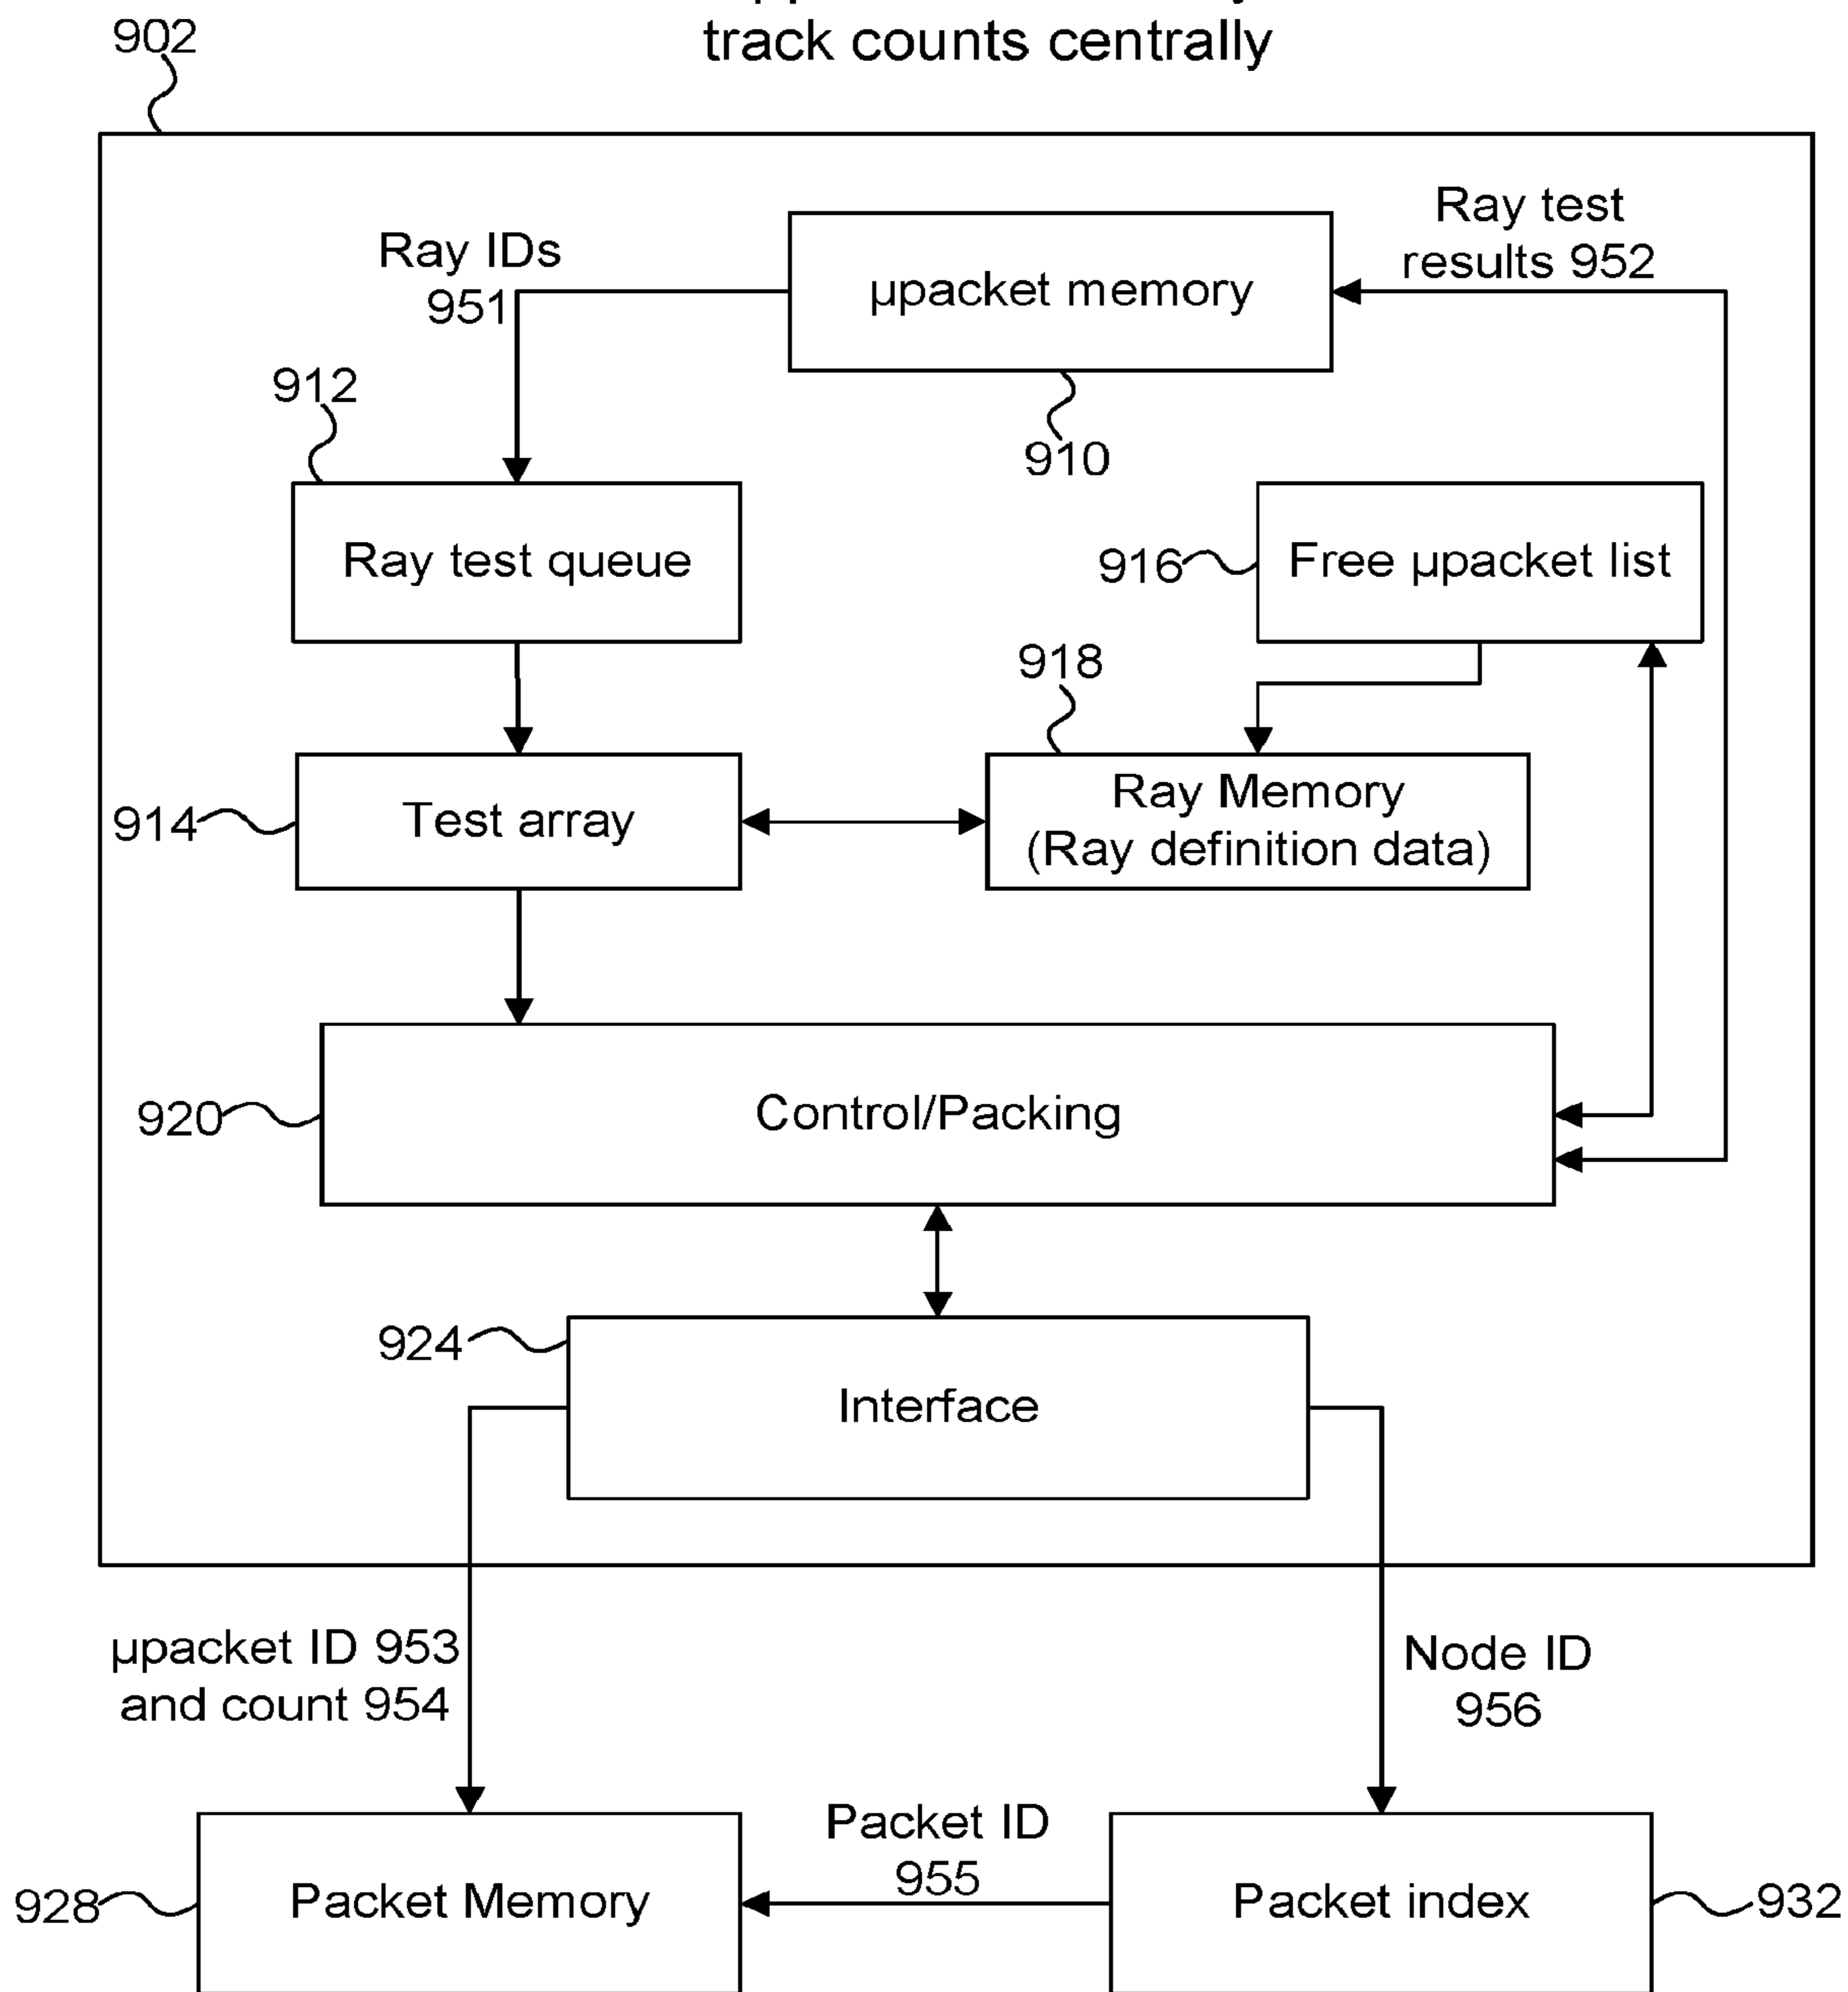 track counts centrally
902
Ray test
results 952
Ray IDs
951
µpacket memory
912
910
Ray test queue
916
Free µpacket list
918
914
Test array
Ray Memory
(Ray definition data)
920
Control/Packing
924
Interface
µpacket ID 953
and count 954
Node ID
956
Packet ID
955
928
Packet Memory
Packet index
932